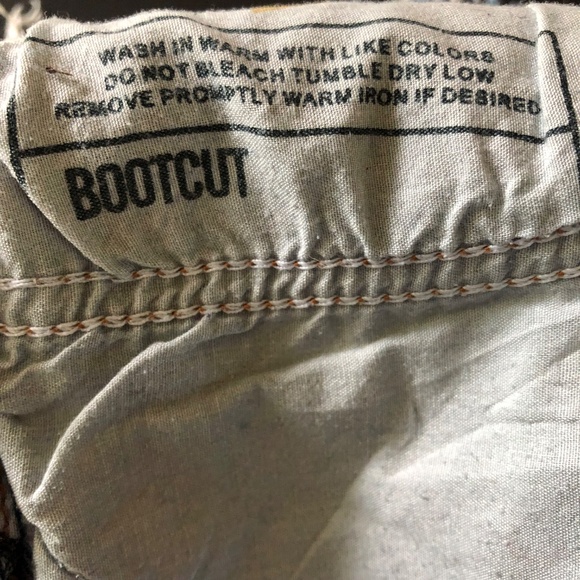 WASH IN WARM WITH LIKE COLORS
DO NOT BLEACH TUMBLE DRY LOW
REMOVE PROMPTLY WARM IRON IF DESIRED
BOOTCUT